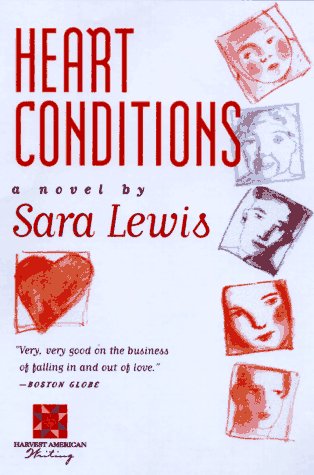 HEART
CONDITIONS
a novel by
Sara Lewis
"Very, very good on the business
of falling in and out of love."
—BOSTON GLOBE
HARVEST AMERICAN
Writing